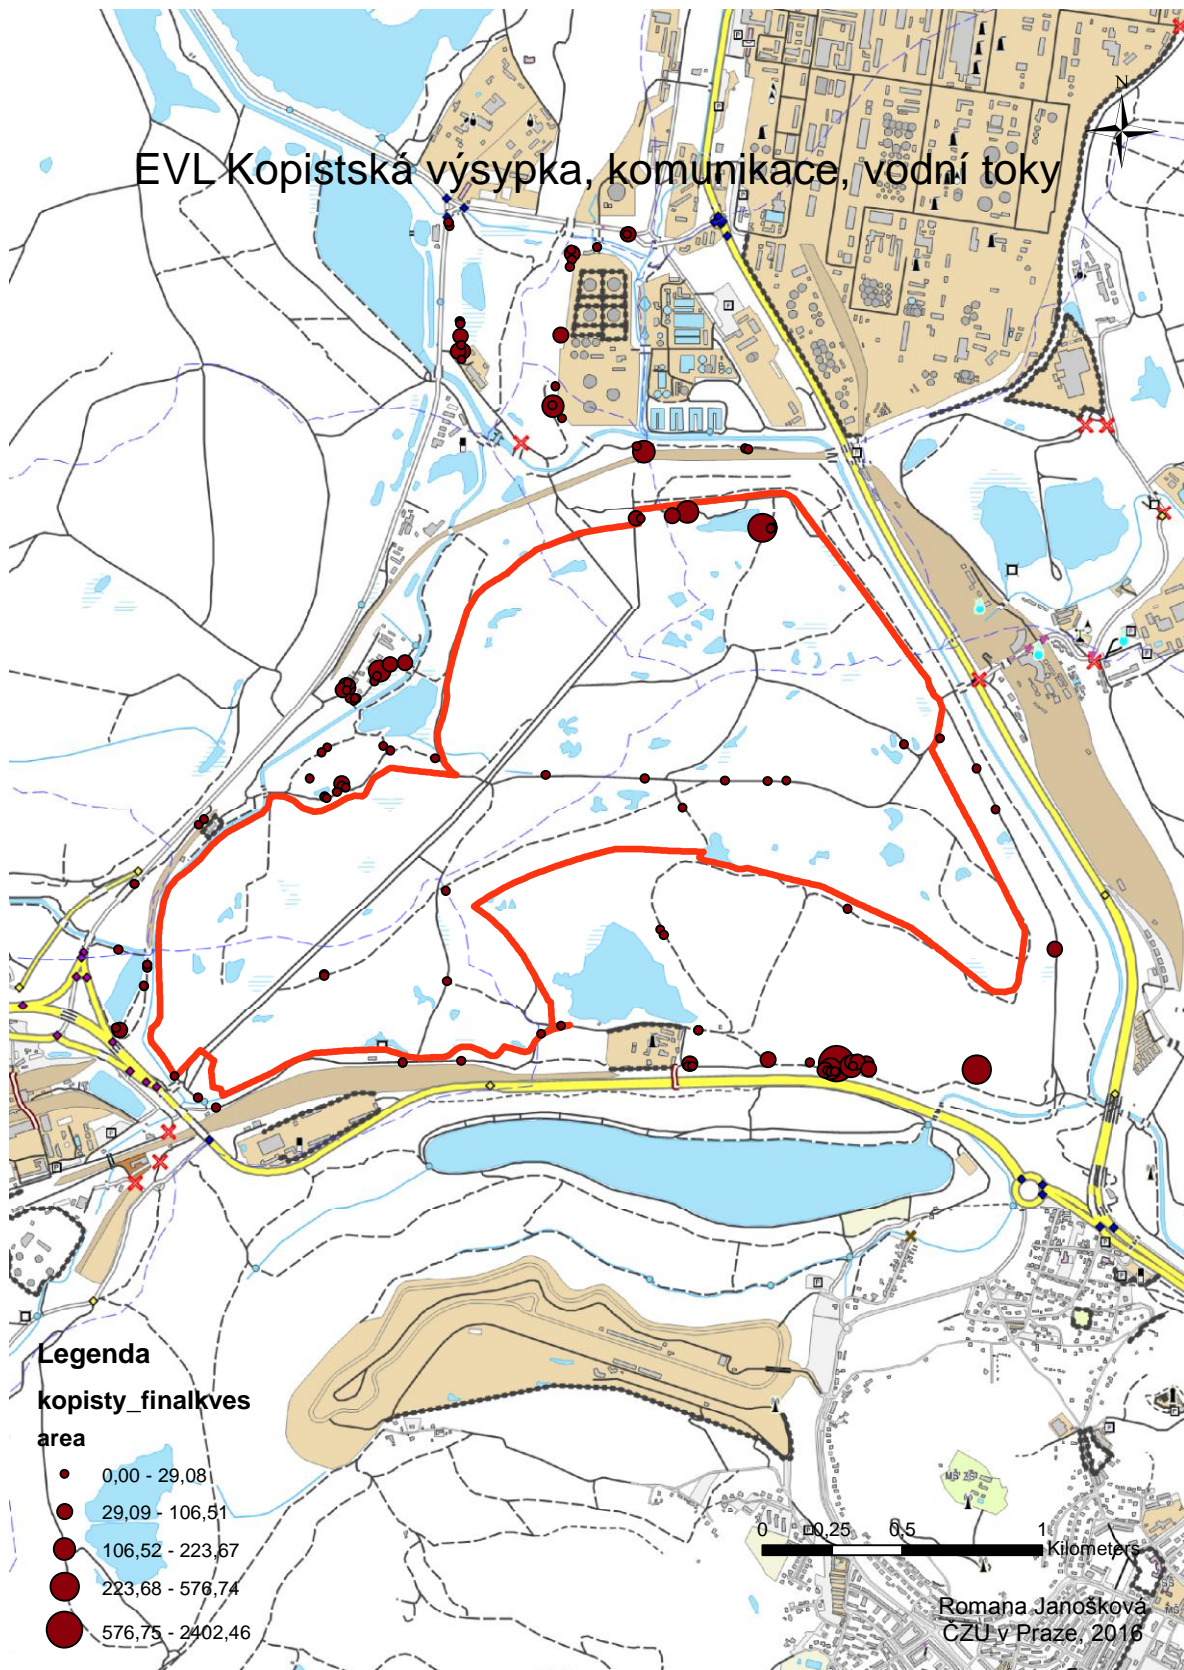 N
EVL Kopistská výsypka, komunikace, vodní toky
Legenda
kopisty_finalkves
area
0,00 - 29,08
29,09 - 106,51
106,52 - 223,67
223,68 - 576,74
576,75 - 2402,46
MŠ ZŠ
0 0,25 0,5 1
Kilometers
Romana Janošková
ČZU v Praze, 2016